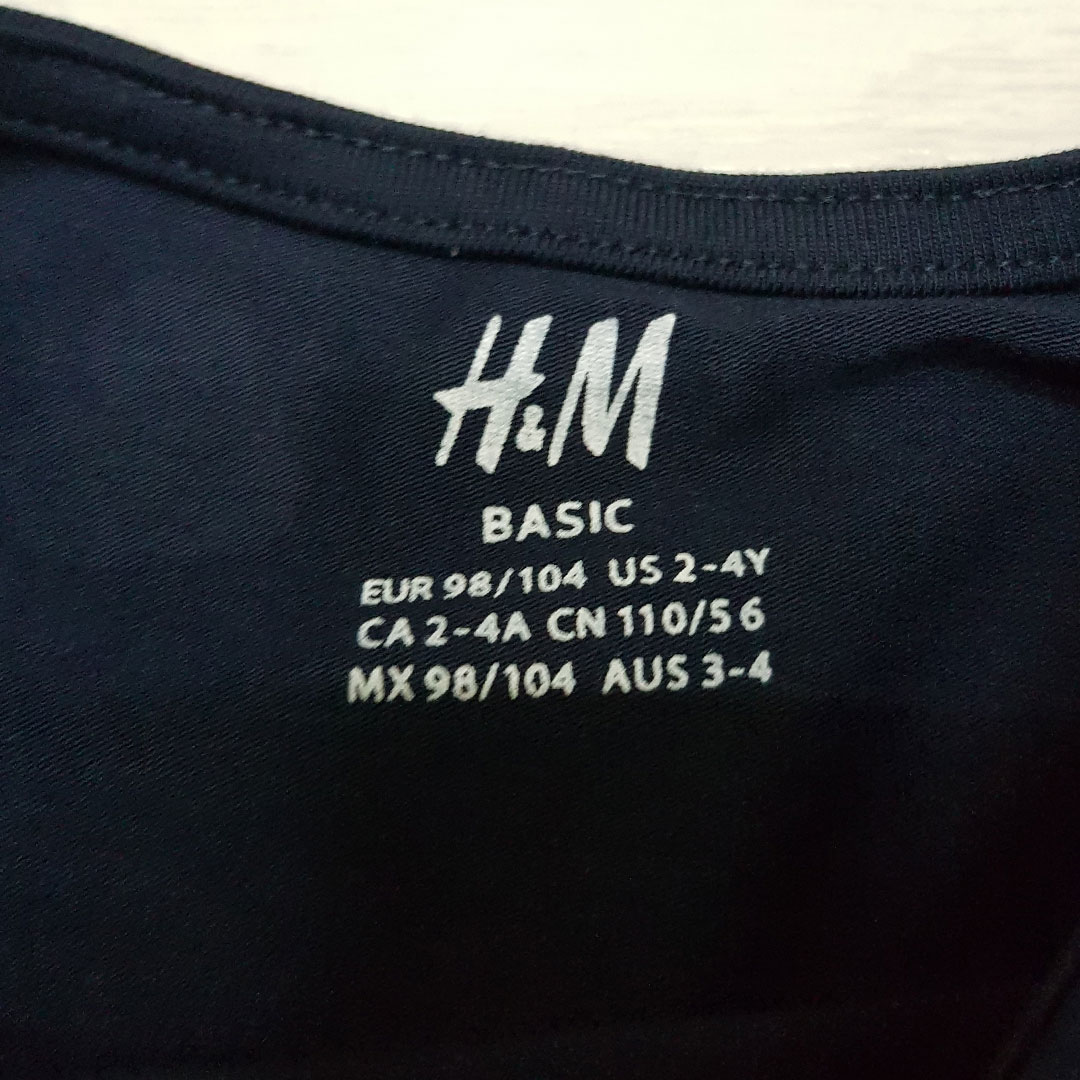 H&M
BASIC
EUR 98/104 US 2-4Y
CA 2-4A CN 110/56
MX 98/104 AUS 3-4